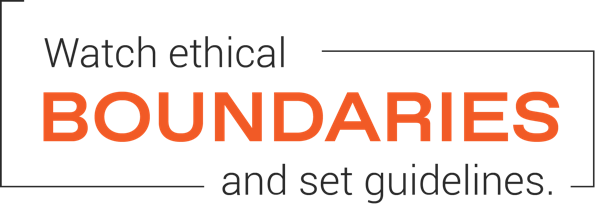 Watch ethical
BOUNDARIES
and set guidelines.